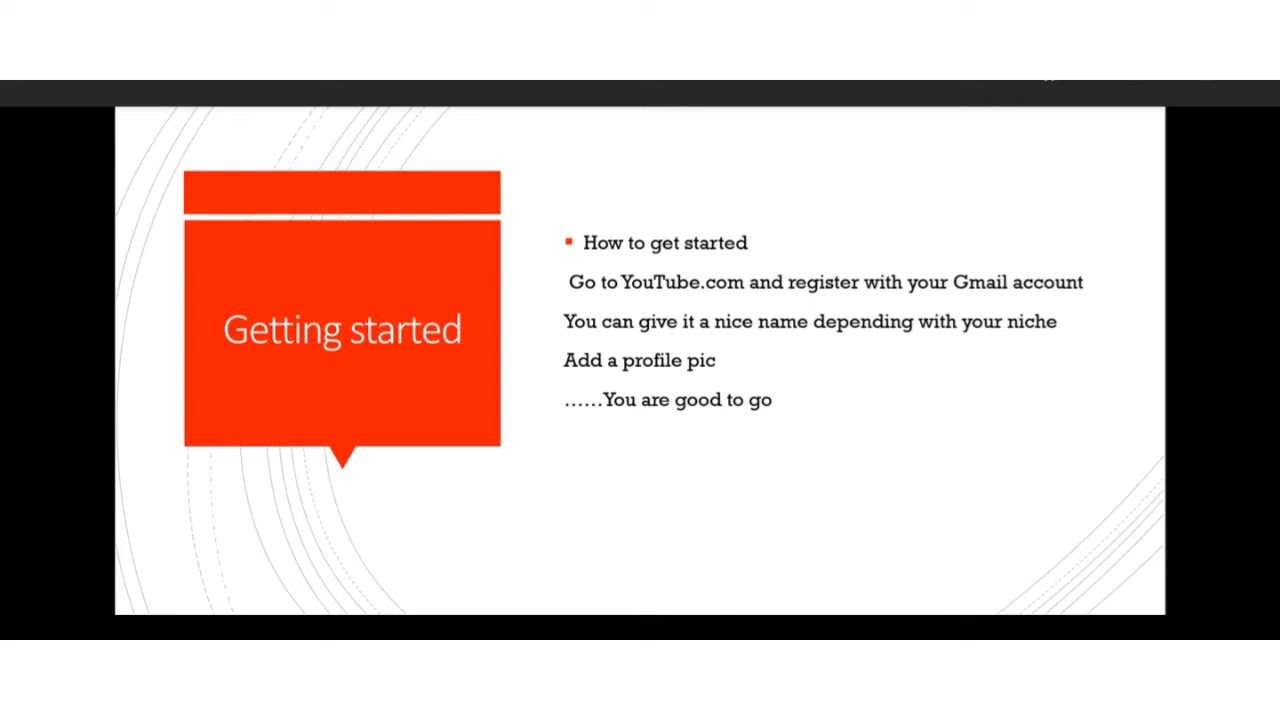 Getting started
How to get started
Go to YouTube.com and register with your Gmail account
You can give it a nice name depending with your niche
Add a profile pic
......You are good to go